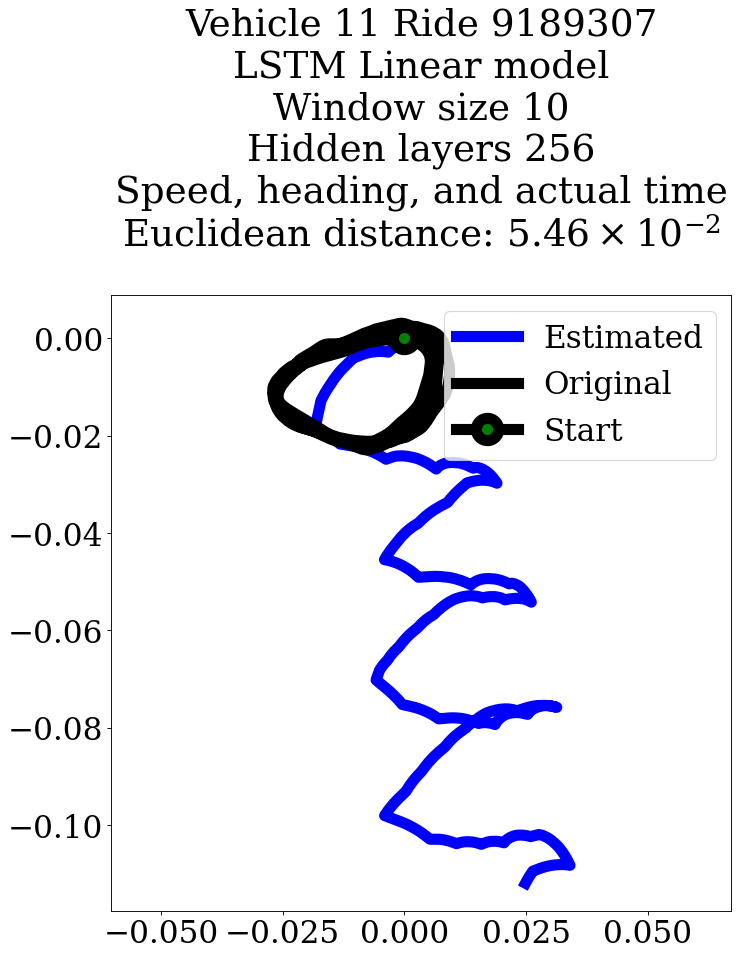 Vehicle 11 Ride 9189307
LSTM Linear model
Window size 10
Hidden layers 256
Speed, heading, and actual time
Euclidean distance: 5.46 × 10⁻²
Estimated
Original
Start
0.00
−0.02
−0.04
−0.06
−0.08
−0.10
−0.050 −0.025 0.000 0.025 0.050